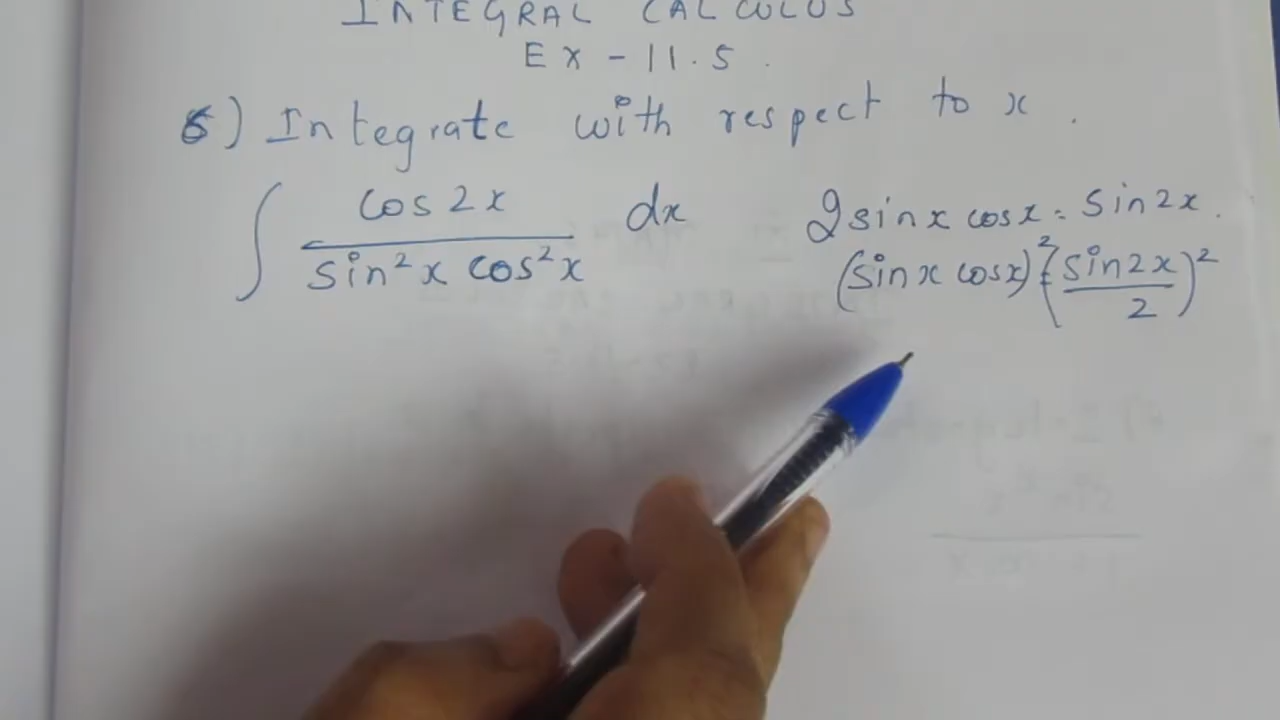 INTEGRAL CALCULUS
Ex - 11.5.
6) Integrate with respect to x.
∫ cos 2x / sin²x cos²x dx
2 sin x cos x = sin 2x.
(sin x cos x)² = (sin 2x / 2)²